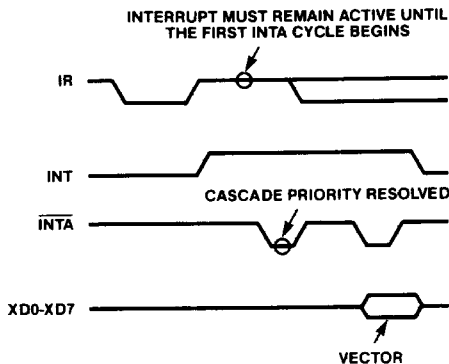 INTERRUPT MUST REMAIN ACTIVE UNTIL
THE FIRST INTA CYCLE BEGINS
IR
INT
CASCADE PRIORITY RESOLVED
INTA
XD0-XD7
VECTOR